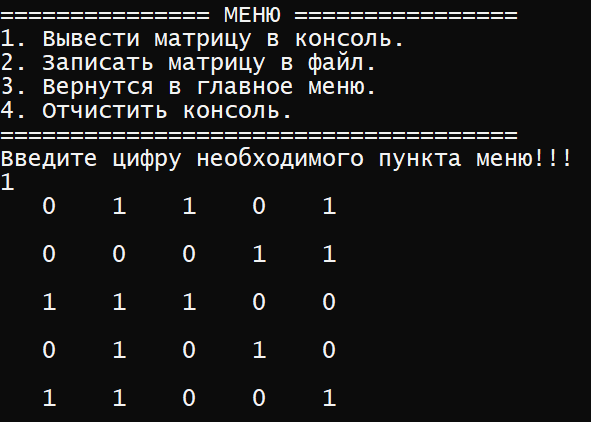 =============== МЕНЮ ================
1. Вывести матрицу в консоль.
2. Записать матрицу в файл.
3. Вернутся в главное меню.
4. Отчистить консоль.
=====================================
Введите цифру необходимого пункта меню!!!
1
0 1 1 0 1
0 0 0 1 1
1 1 1 0 0
0 1 0 1 0
1 1 0 0 1